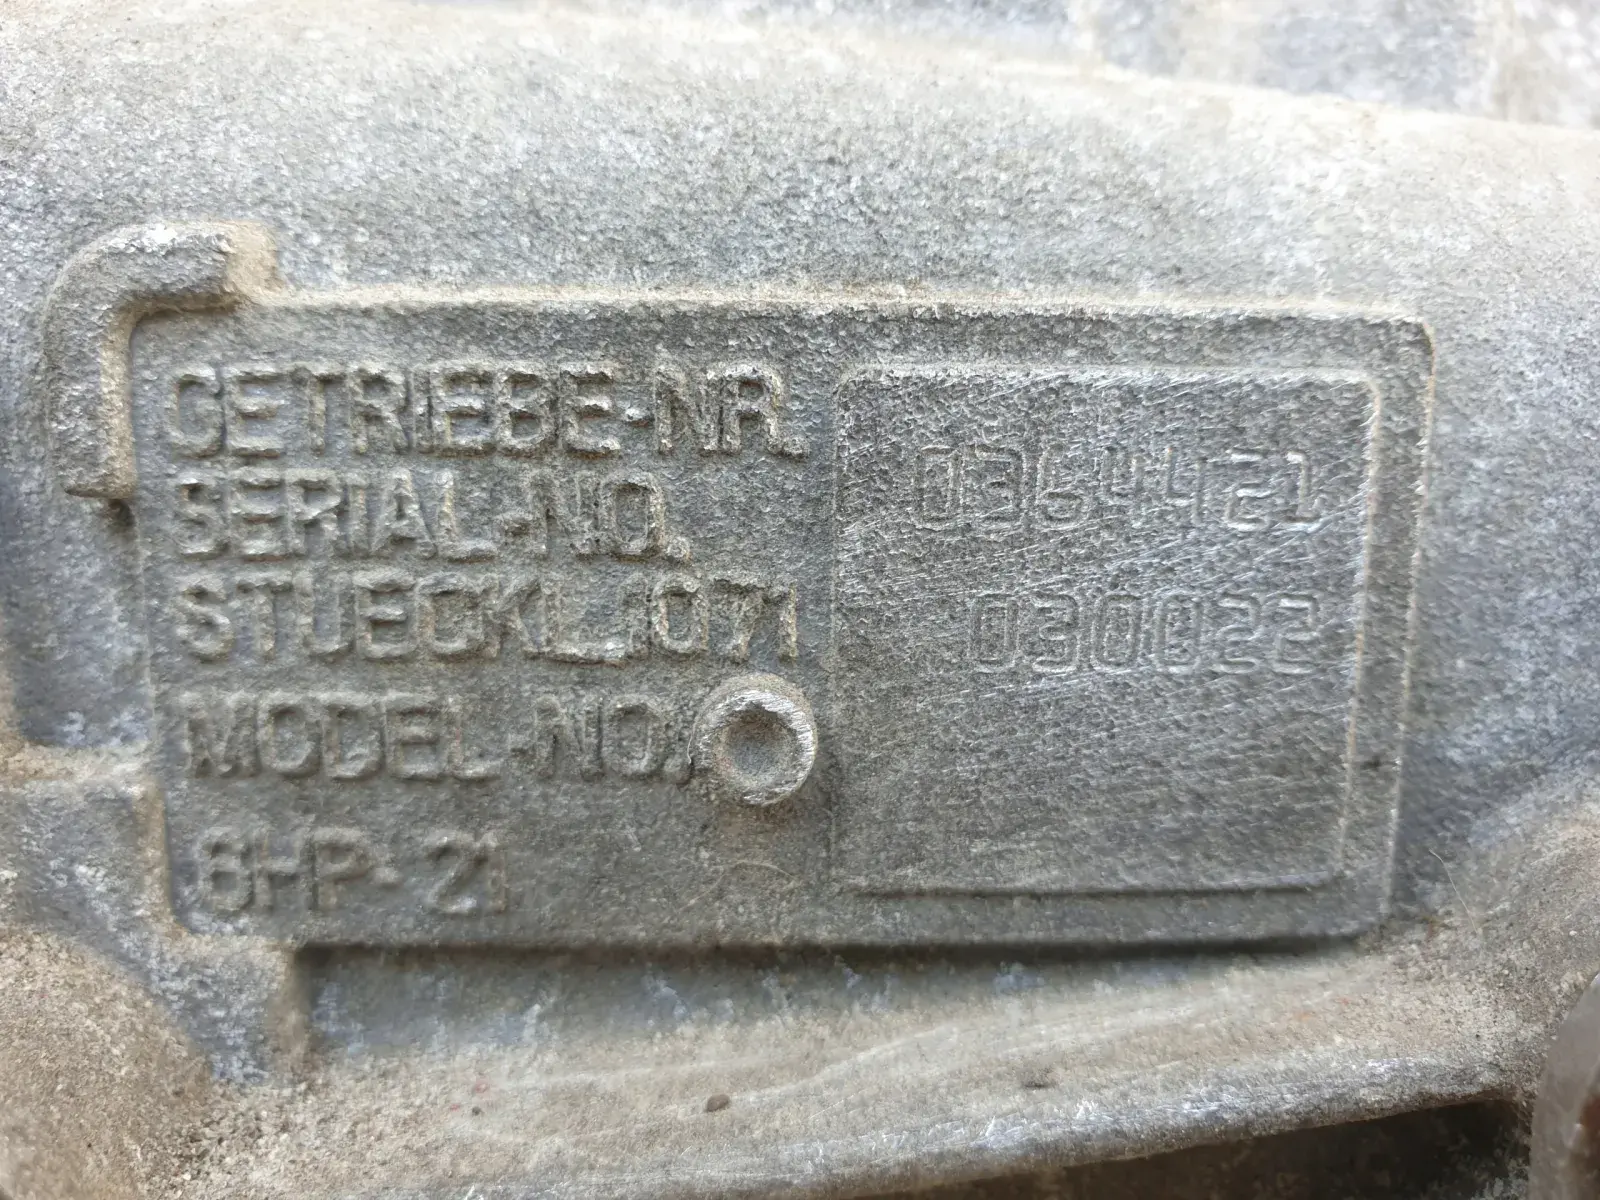 GETRIEBE-NR.
SERIAL-NO. 0364421
STUECKL.1071 030022
MODEL-NO.
6HP-21